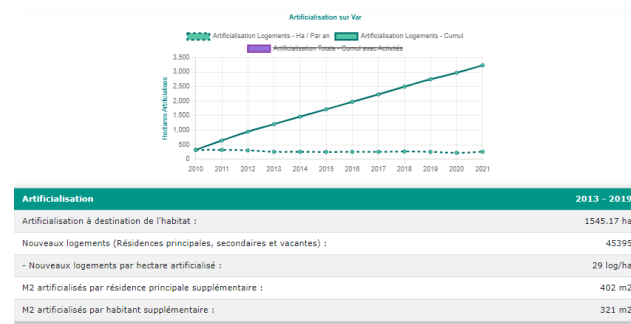 Artificialisation sur Var
Artificialisation Logements - Ha / Par an Artificialisation Logements - Cumul
Artificialisation Totale - Cumul avec Activités
Hectares Artificialises
3,500
3,000
2,500
2,000
1,500
1,000
500
0
2010 2011 2012 2013 2014 2015 2016 2017 2018 2019 2020 2021
Artificialisation 2013 - 2019
Artificialisation à destination de l'habitat : 1545.17 ha
Nouveaux logements (Résidences principales, secondaires et vacantes) : 45395
- Nouveaux logements par hectare artificialisé : 29 log/ha
M2 artificialisés par résidence principale supplémentaire : 402 m2
M2 artificialisés par habitant supplémentaire : 321 m2